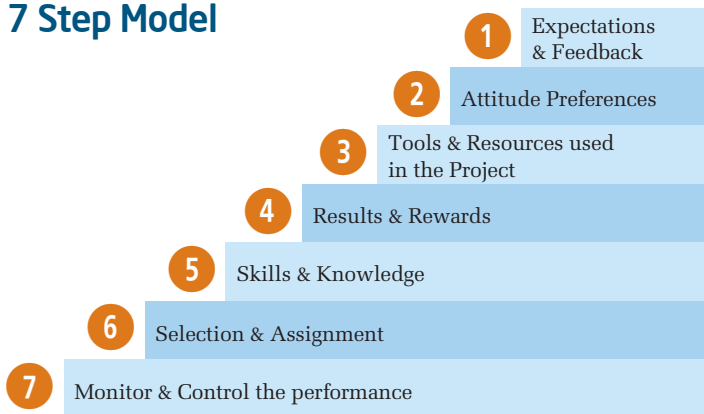 7 Step Model
1
Expectations
& Feedback
2
Attitude Preferences
3
Tools & Resources used
in the Project
4
Results & Rewards
5
Skills & Knowledge
6
Selection & Assignment
7
Monitor & Control the performance